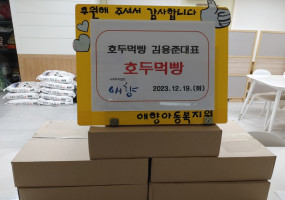 후원해 주셔서 감사합니다
호두먹빵 김용준대표
호두먹빵
애향 2023. 12. 19. (화)
애향아동복지원